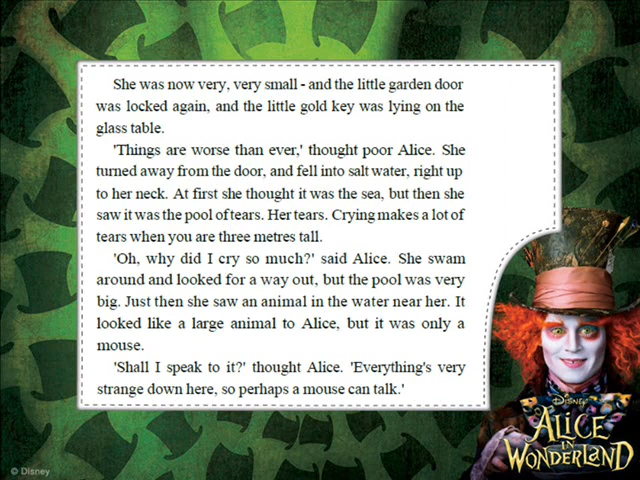 She was now very, very small - and the little garden door
was locked again, and the little gold key was lying on the
glass table.
'Things are worse than ever,' thought poor Alice. She
turned away from the door, and fell into salt water, right up
to her neck. At first she thought it was the sea, but then she
saw it was the pool of tears. Her tears. Crying makes a lot of
tears when you are three metres tall.
'Oh, why did I cry so much?' said Alice. She swam
around and looked for a way out, but the pool was very
big. Just then she saw an animal in the water near her. It
looked like a large animal to Alice, but it was only a
mouse.
'Shall I speak to it?' thought Alice. 'Everything's very
strange down here, so perhaps a mouse can talk.'
Disney
ALICE
IN
WONDERLAND
© Disney